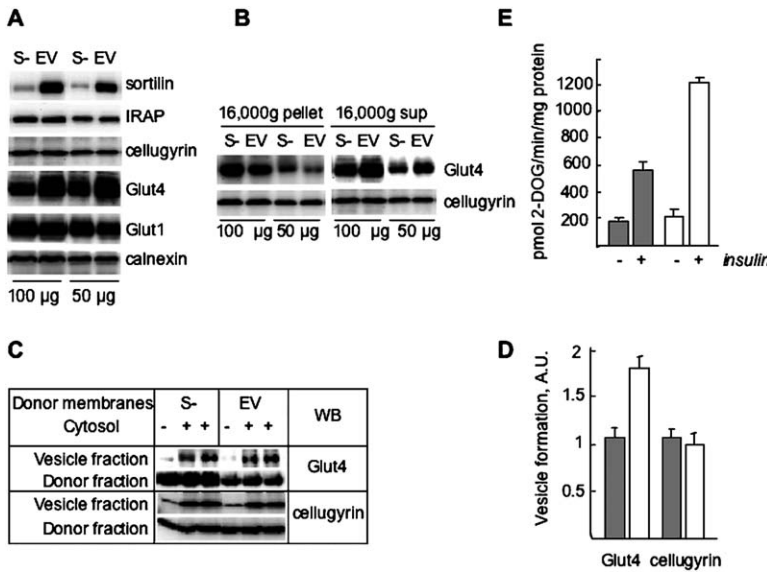 A
S- EV S- EV
sortilin
IRAP
cellugyrin
Glut4
Glut1
calnexin
100 µg 50 µg
B
16,000g pellet 16,000g sup
S- EV S- EV S- EV S- EV
Glut4
cellugyrin
100 µg 50 µg 100 µg 50 µg
E
pmol 2-DOG/min/mg protein
1200
1000
800
600
400
200
- + - + insulin
C
Donor membranes S- EV WB
Cytosol - + + - + +
Vesicle fraction
Glut4
Donor fraction
Vesicle fraction
cellugyrin
Donor fraction
D
Vesicle formation, A.U.
2
1.5
1
0.5
Glut4 cellugyrin